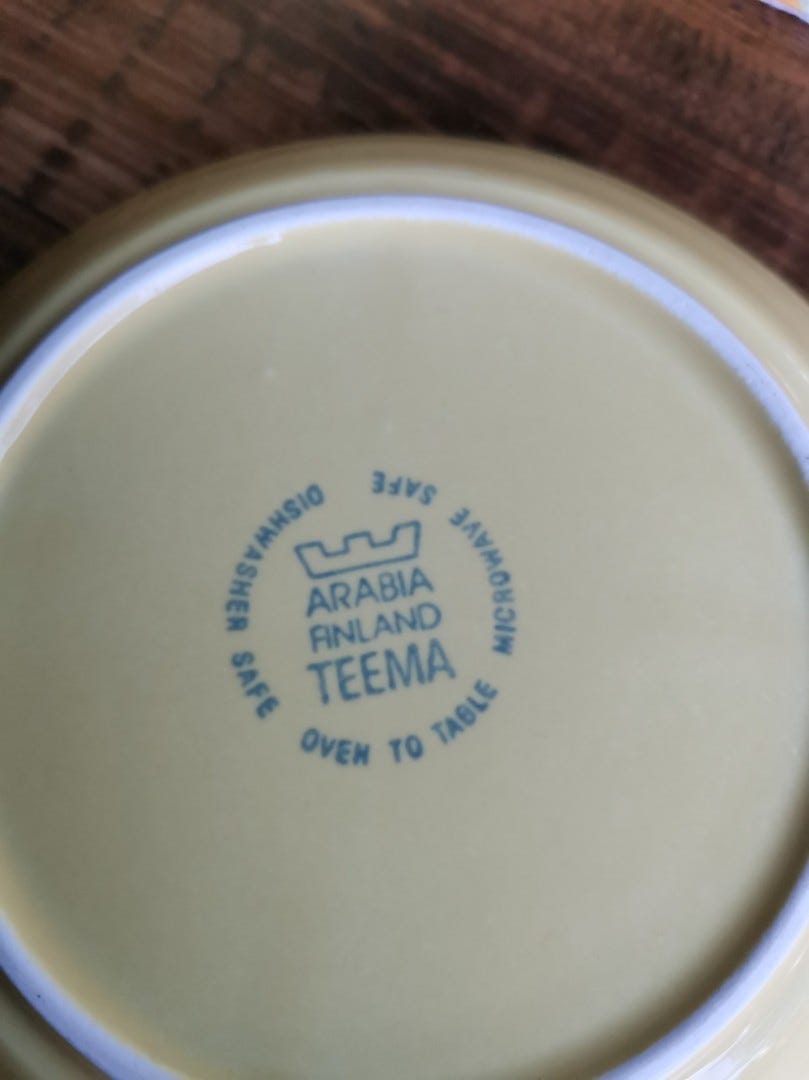 ARABIA
FINLAND
TEEMA
DISHWASHER SAFE
OVEN TO TABLE
MICROWAVE SAFE